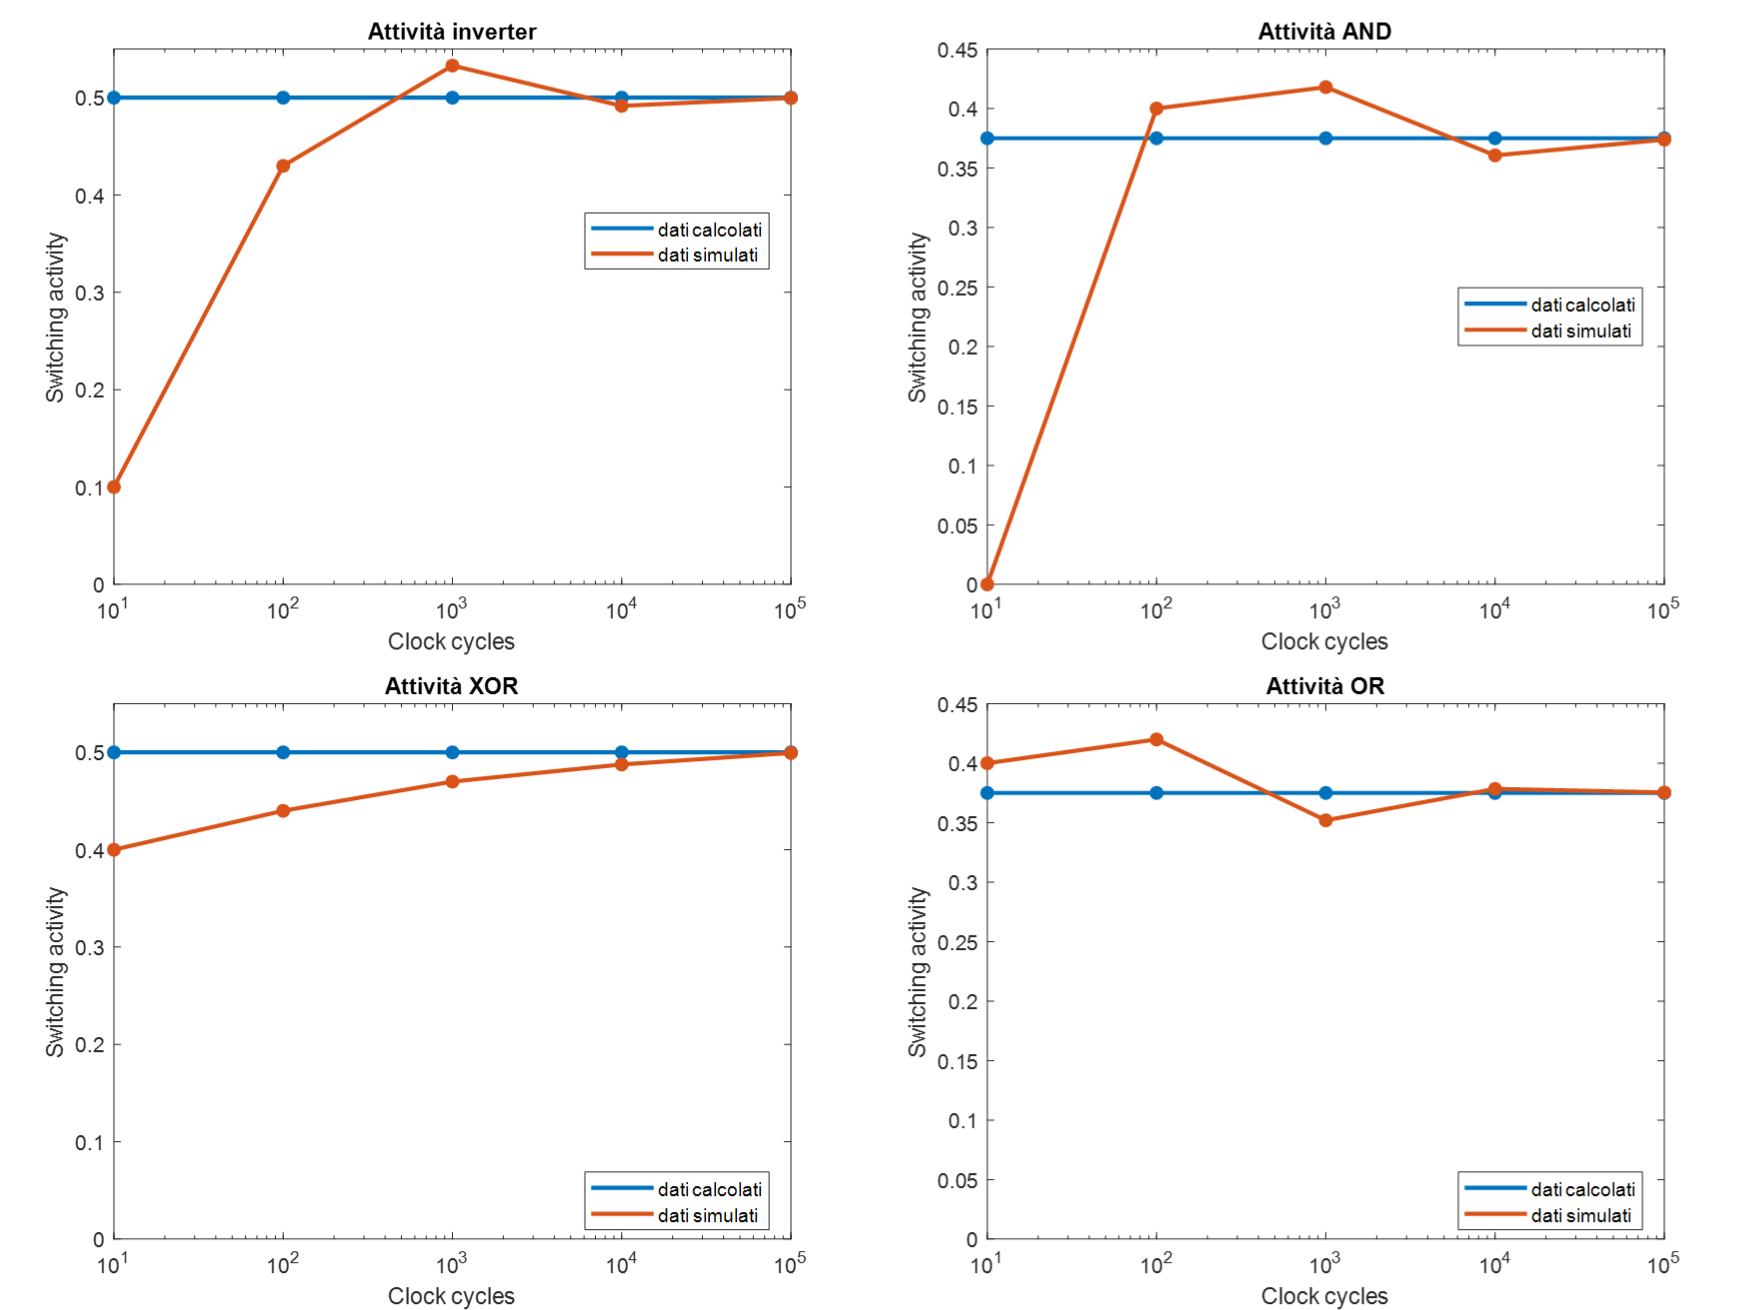 Attività inverter
0.5
0.4
0.3
0.2
0.1
0
Switching activity
dati calcolati
dati simulati
10^1 10^2 10^3 10^4 10^5
Clock cycles
Attività AND
0.45
0.4
0.35
0.3
0.25
0.2
0.15
0.1
0.05
0
Switching activity
dati calcolati
dati simulati
10^1 10^2 10^3 10^4 10^5
Clock cycles
Attività XOR
0.5
0.4
0.3
0.2
0.1
0
Switching activity
dati calcolati
dati simulati
10^1 10^2 10^3 10^4 10^5
Clock cycles
Attività OR
0.45
0.4
0.35
0.3
0.25
0.2
0.15
0.1
0.05
0
Switching activity
dati calcolati
dati simulati
10^1 10^2 10^3 10^4 10^5
Clock cycles